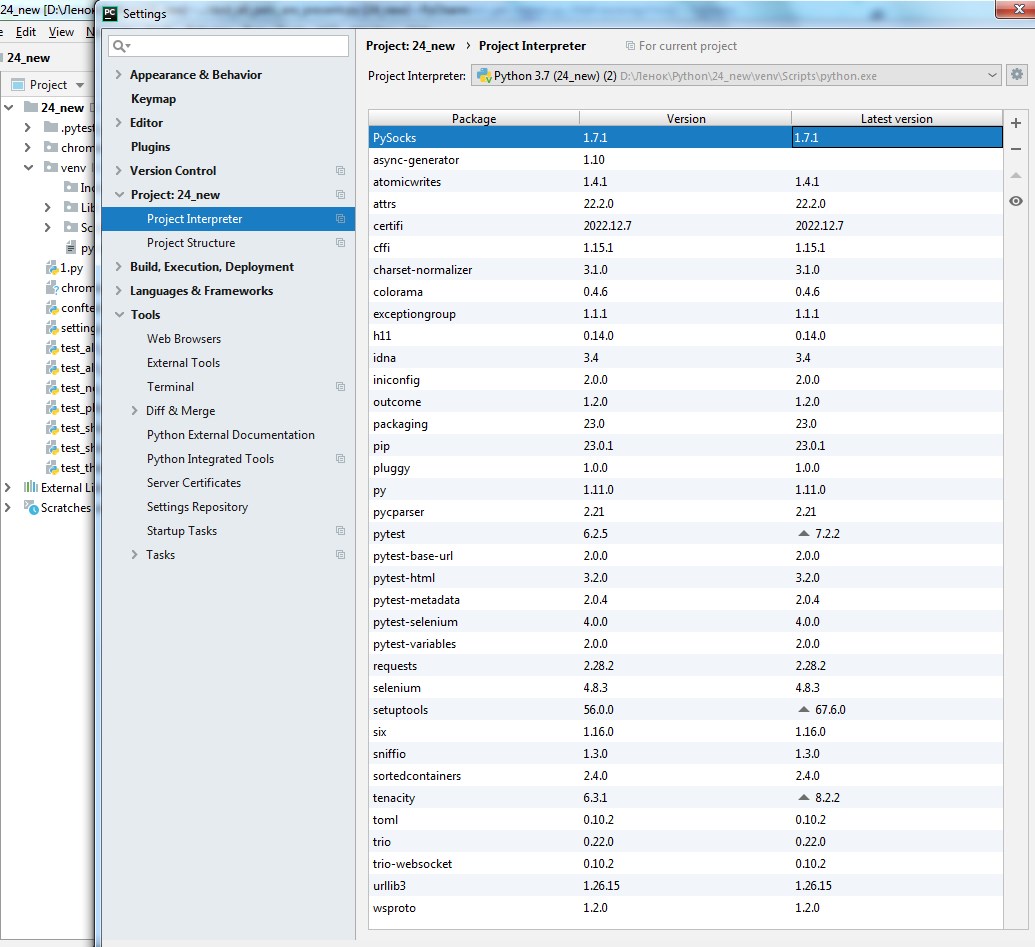 24_new [D:\Ленок
Settings
Edit View
24_new
Project
24_new
.pytest
chrom
venv
Inc
Lib
Sc
py
1.py
chrom
confte
setting
test_al
test_al
test_ne
test_pl
test_sh
test_sh
test_th
External Li
Scratches
Appearance & Behavior
Keymap
Editor
Plugins
Version Control
Project: 24_new
Project Interpreter
Project Structure
Build, Execution, Deployment
Languages & Frameworks
Tools
Web Browsers
External Tools
Terminal
Diff & Merge
Python External Documentation
Python Integrated Tools
Server Certificates
Settings Repository
Startup Tasks
Tasks
Project: 24_new › Project Interpreter For current project
Project Interpreter: Python 3.7 (24_new) (2) D:\Ленок\Python\24_new\venv\Scripts\python.exe
Package Version Latest version
PySocks 1.7.1 1.7.1
async-generator 1.10
atomicwrites 1.4.1 1.4.1
attrs 22.2.0 22.2.0
certifi 2022.12.7 2022.12.7
cffi 1.15.1 1.15.1
charset-normalizer 3.1.0 3.1.0
colorama 0.4.6 0.4.6
exceptiongroup 1.1.1 1.1.1
h11 0.14.0 0.14.0
idna 3.4 3.4
iniconfig 2.0.0 2.0.0
outcome 1.2.0 1.2.0
packaging 23.0 23.0
pip 23.0.1 23.0.1
pluggy 1.0.0 1.0.0
py 1.11.0 1.11.0
pycparser 2.21 2.21
pytest 6.2.5 7.2.2
pytest-base-url 2.0.0 2.0.0
pytest-html 3.2.0 3.2.0
pytest-metadata 2.0.4 2.0.4
pytest-selenium 4.0.0 4.0.0
pytest-variables 2.0.0 2.0.0
requests 2.28.2 2.28.2
selenium 4.8.3 4.8.3
setuptools 56.0.0 67.6.0
six 1.16.0 1.16.0
sniffio 1.3.0 1.3.0
sortedcontainers 2.4.0 2.4.0
tenacity 6.3.1 8.2.2
toml 0.10.2 0.10.2
trio 0.22.0 0.22.0
trio-websocket 0.10.2 0.10.2
urllib3 1.26.15 1.26.15
wsproto 1.2.0 1.2.0